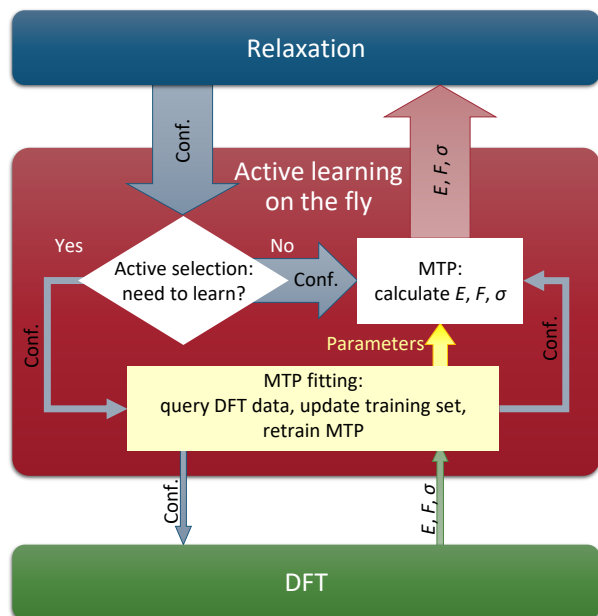 Relaxation
Conf.
E, F, σ
Active learning
on the fly
Yes
No
Active selection:
need to learn?
Conf.
MTP:
calculate E, F, σ
Conf.
Parameters
Conf.
MTP fitting:
query DFT data, update training set,
retrain MTP
Conf.
E, F, σ
DFT